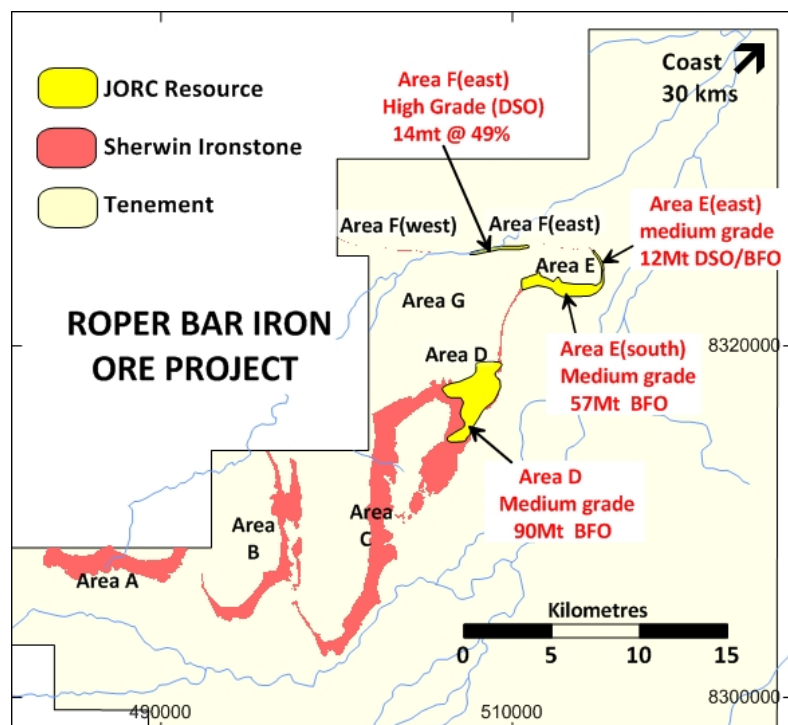 JORC Resource
Sherwin Ironstone
Tenement
Coast
30 kms
Area F(east)
High Grade (DSO)
14mt @ 49%
Area F(west)
Area F(east)
Area E(east)
medium grade
12Mt DSO/BFO
Area E
Area G
ROPER BAR IRON
ORE PROJECT
Area D
8320000
Area E(south)
Medium grade
57Mt BFO
Area D
Medium grade
90Mt BFO
Area
B
Area
C
Area A
Kilometres
0 5 10 15
8300000
490000
510000